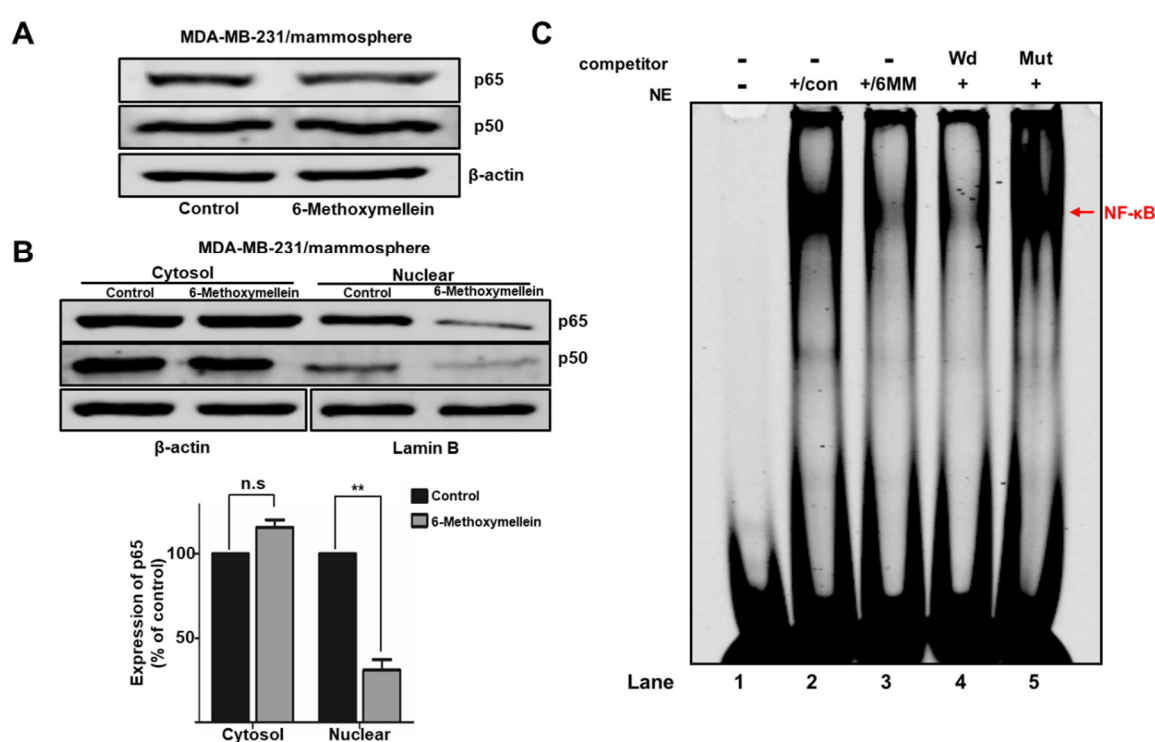 A
MDA-MB-231/mammosphere
p65
p50
β-actin
Control 6-Methoxymellein
B
MDA-MB-231/mammosphere
Cytosol Nuclear
Control 6-Methoxymellein Control 6-Methoxymellein
p65
p50
β-actin Lamin B
n.s
**
Control
6-Methoxymellein
Expression of p65
(% of control)
100
50
Cytosol Nuclear
C
competitor - - - Wd Mut
NE - +/con +/6MM + +
NF-κB
Lane 1 2 3 4 5